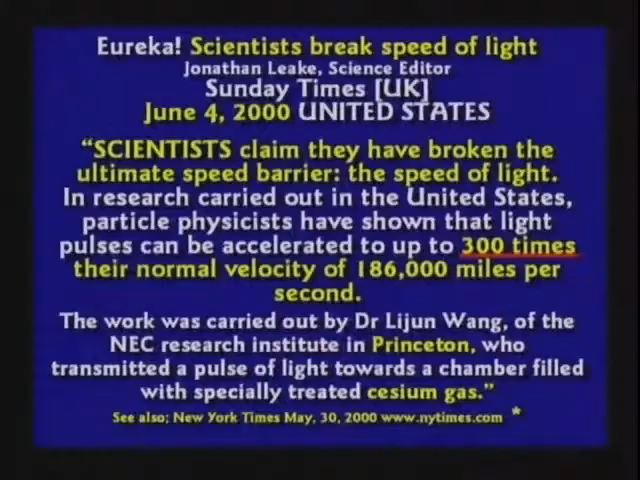 Eureka! Scientists break speed of light
Jonathan Leake, Science Editor
Sunday Times [UK]
June 4, 2000 UNITED STATES
“SCIENTISTS claim they have broken the
ultimate speed barrier: the speed of light.
In research carried out in the United States,
particle physicists have shown that light
pulses can be accelerated to up to 300 times
their normal velocity of 186,000 miles per
second.
The work was carried out by Dr Lijun Wang, of the
NEC research institute in Princeton, who
transmitted a pulse of light towards a chamber filled
with specially treated cesium gas.”
See also; New York Times May, 30, 2000 www.nytimes.com *